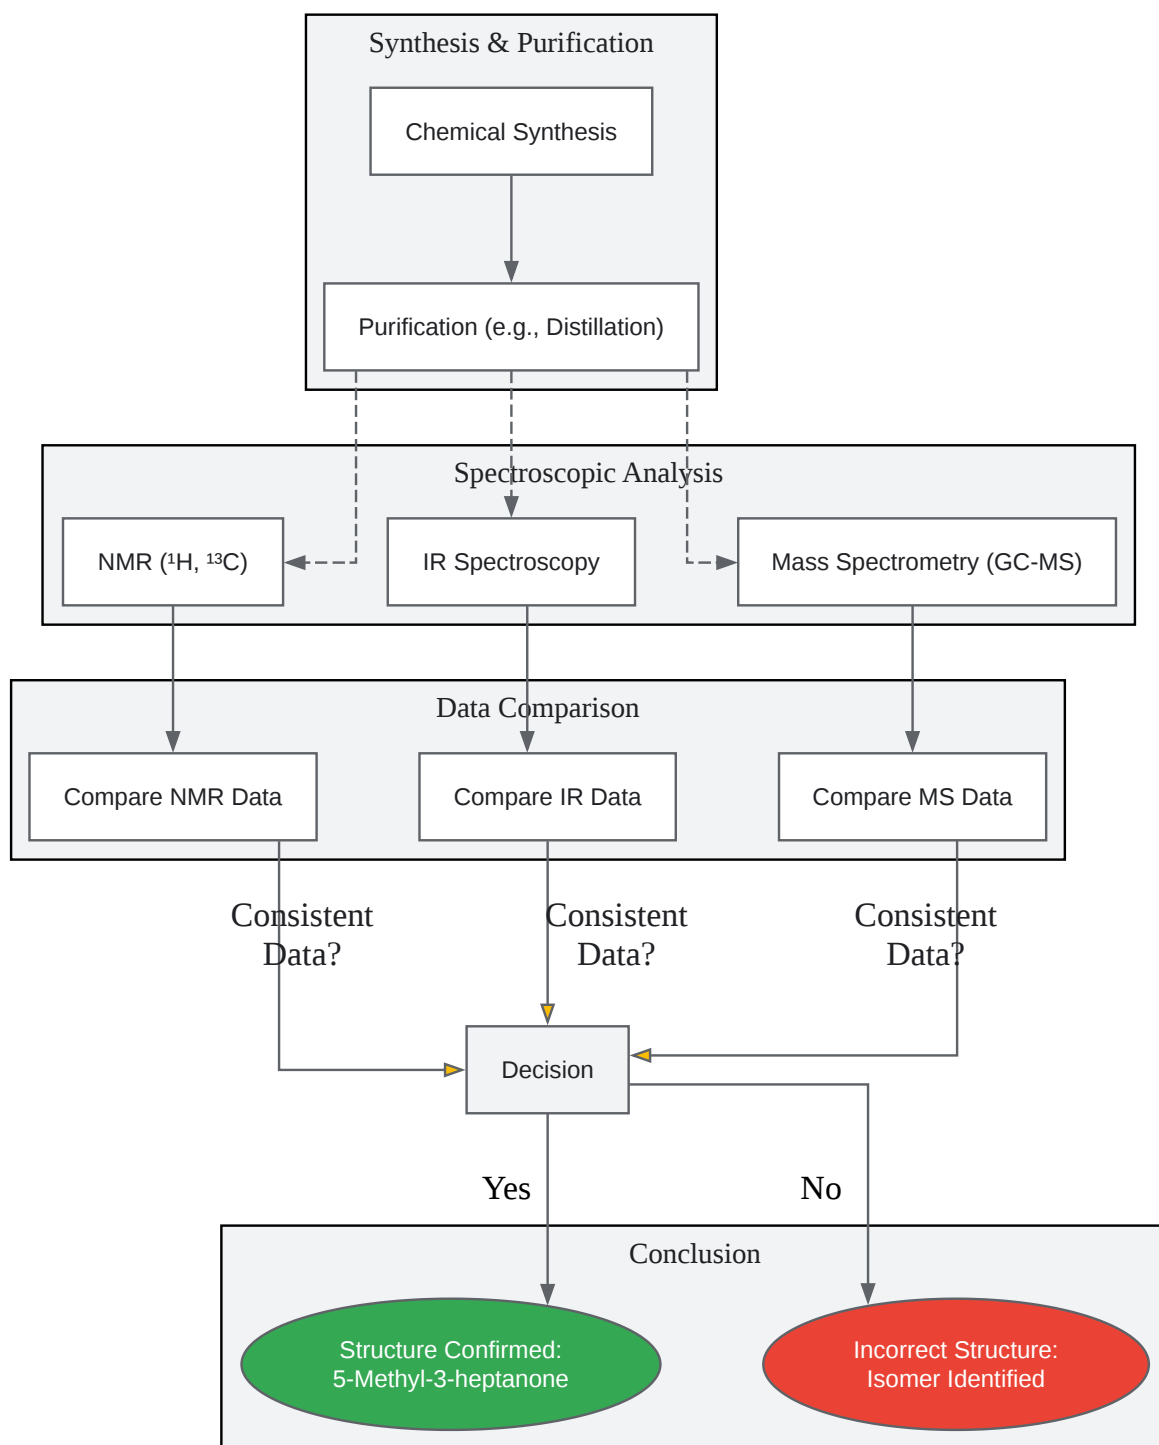 Synthesis & Purification
Chemical Synthesis
Purification (e.g., Distillation)
Spectroscopic Analysis
NMR (¹H, ¹³C)
IR Spectroscopy
Mass Spectrometry (GC-MS)
Data Comparison
Compare NMR Data
Compare IR Data
Compare MS Data
Consistent
Data?
Consistent
Data?
Consistent
Data?
Decision
Yes
No
Conclusion
Structure Confirmed:
5-Methyl-3-heptanone
Incorrect Structure:
Isomer Identified